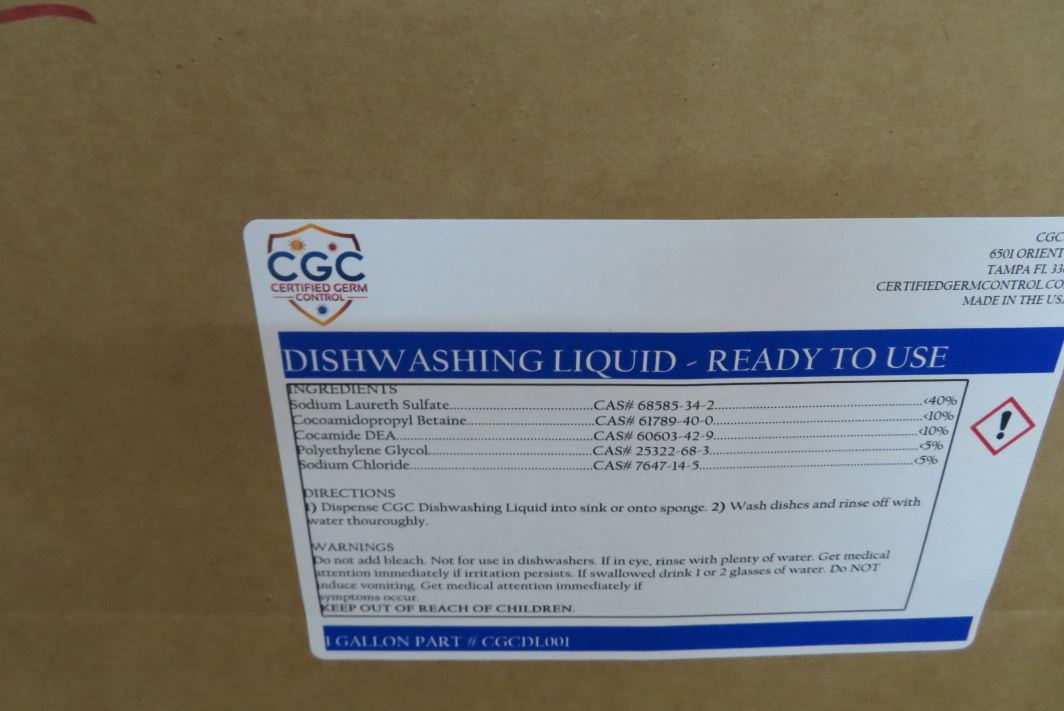 CGC
CERTIFIED GERM
CONTROL
CGC
6501 ORIENT
TAMPA FL 33
CERTIFIEDGERMCONTROL.CO
MADE IN THE US
DISHWASHING LIQUID - READY TO USE
INGREDIENTS
Sodium Laureth Sulfate CAS# 68585-34-2 <40%
Cocoamidopropyl Betaine CAS# 61789-40-0 <10%
Cocamide DEA CAS# 60603-42-9 <10%
Polyethylene Glycol CAS# 25322-68-3 <5%
Sodium Chloride CAS# 7647-14-5 <5%
DIRECTIONS
1) Dispense CGC Dishwashing Liquid into sink or onto sponge. 2) Wash dishes and rinse off with
water thouroughly.
WARNINGS
Do not add bleach. Not for use in dishwashers. If in eye, rinse with plenty of water. Get medical
attention immediately if irritation persists. If swallowed drink 1 or 2 glasses of water. Do NOT
induce vomiting. Get medical attention immediately if
symptoms occur.
KEEP OUT OF REACH OF CHILDREN.
1 GALLON PART # CGCDL001